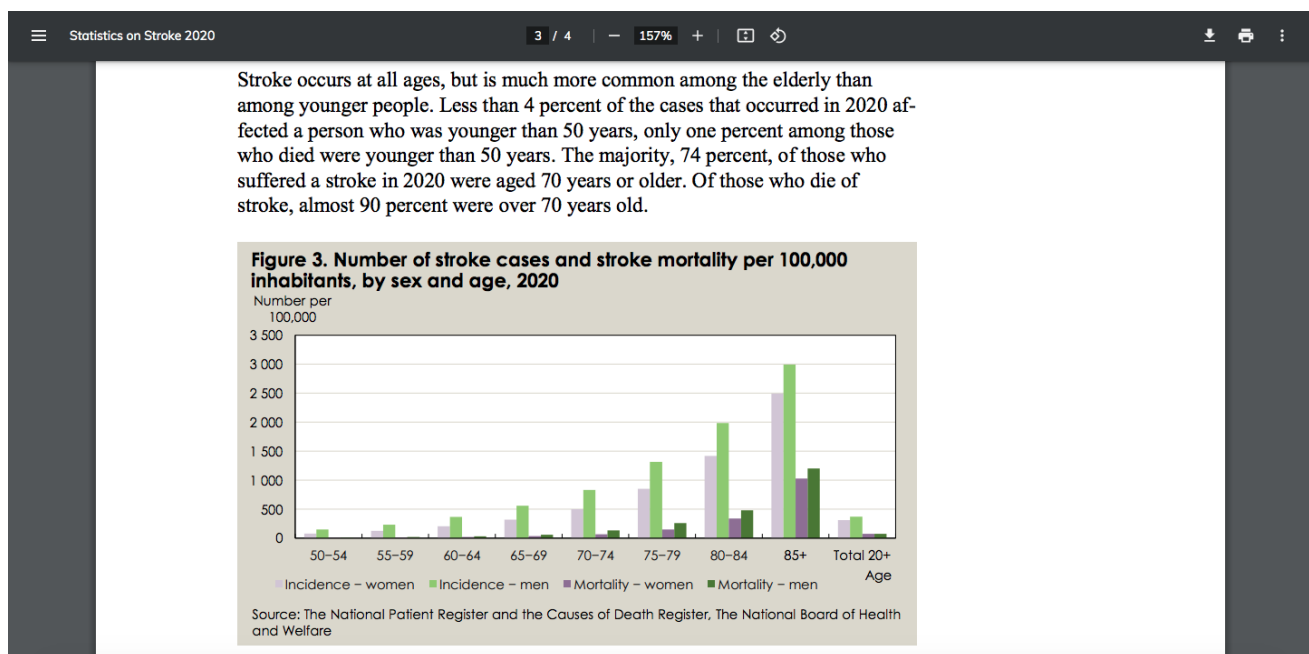 Statistics on Stroke 2020
3 / 4
157%
Stroke occurs at all ages, but is much more common among the elderly than
among younger people. Less than 4 percent of the cases that occurred in 2020 af-
fected a person who was younger than 50 years, only one percent among those
who died were younger than 50 years. The majority, 74 percent, of those who
suffered a stroke in 2020 were aged 70 years or older. Of those who die of
stroke, almost 90 percent were over 70 years old.
Figure 3. Number of stroke cases and stroke mortality per 100,000
inhabitants, by sex and age, 2020
Number per
100,000
3 500
3 000
2 500
2 000
1 500
1 000
500
0
50–54 55–59 60–64 65–69 70–74 75–79 80–84 85+ Total 20+
Age
Incidence – women Incidence – men Mortality – women Mortality – men
Source: The National Patient Register and the Causes of Death Register, The National Board of Health
and Welfare